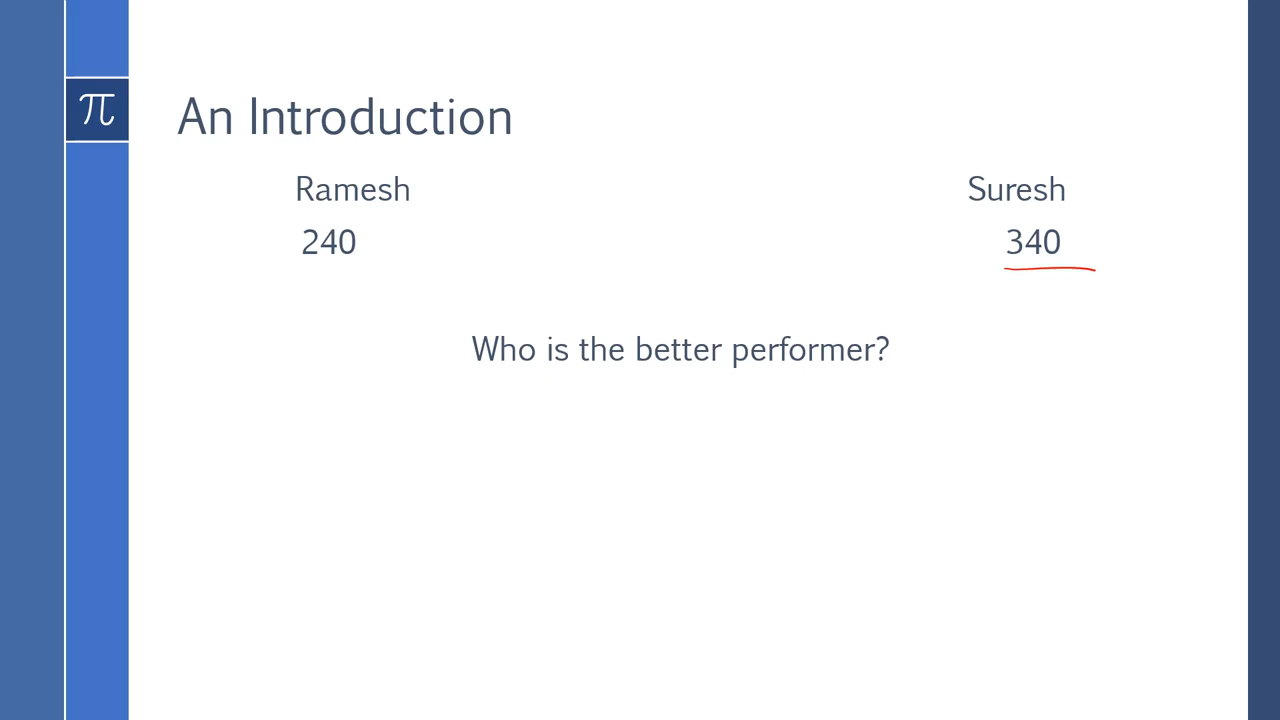 π
An Introduction
Ramesh Suresh
240 340
Who is the better performer?